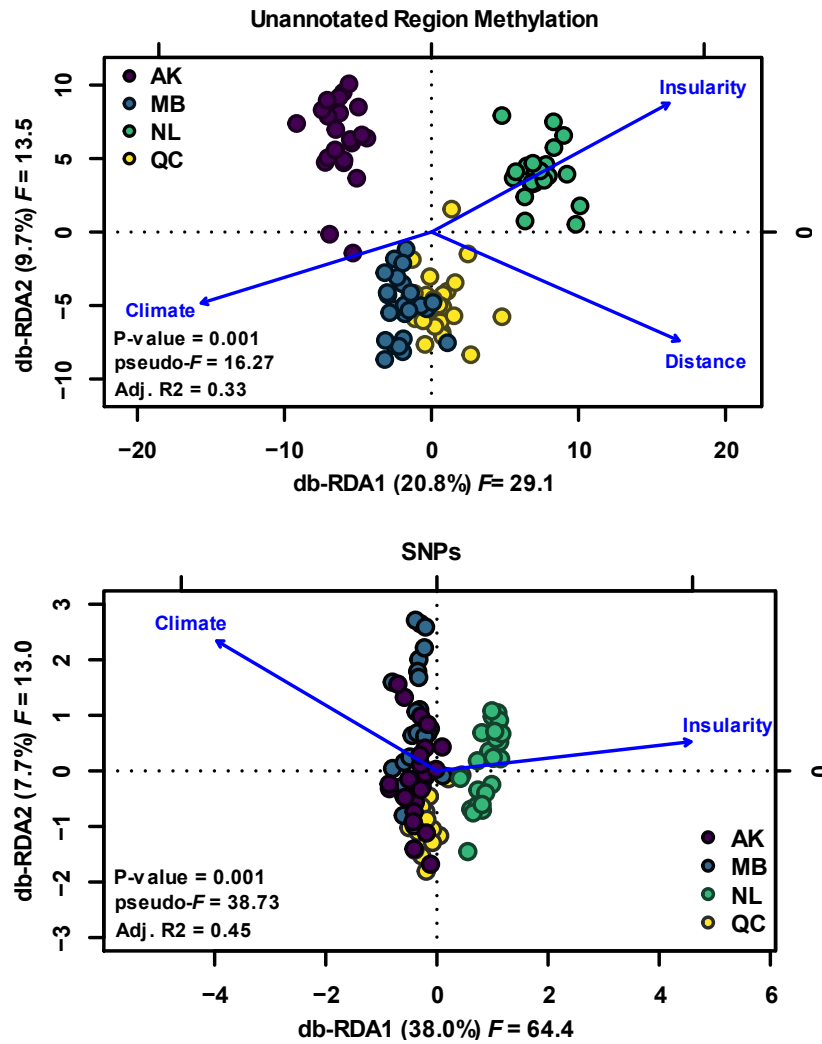 Unannotated Region Methylation
AK
MB
NL
QC
Insularity
Climate
Distance
P-value = 0.001
pseudo-F = 16.27
Adj. R2 = 0.33
10
5
0
−5
−10
db-RDA2 (9.7%) F = 13.5
0
−20
−10
0
10
20
db-RDA1 (20.8%) F= 29.1
SNPs
Climate
Insularity
3
2
1
0
−1
−2
−3
db-RDA2 (7.7%) F = 13.0
0
P-value = 0.001
pseudo-F = 38.73
Adj. R2 = 0.45
AK
MB
NL
QC
−4
−2
0
2
4
6
db-RDA1 (38.0%) F = 64.4